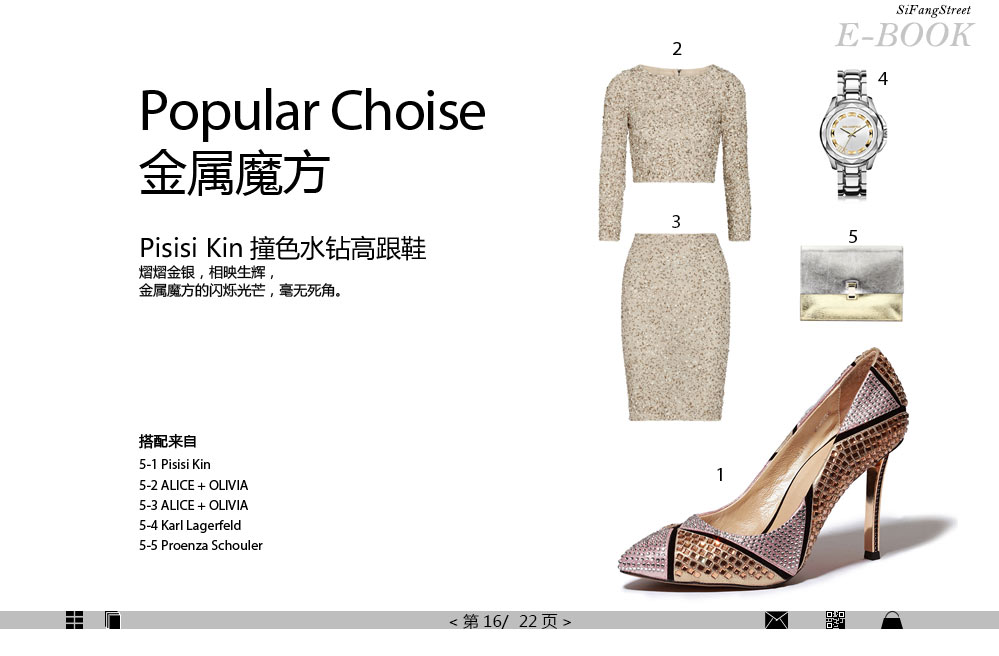 SiFangStreet
E-BOOK
Popular Choise
金属魔方
Pisisi Kin 撞色水钻高跟鞋
熠熠金银，相映生辉，
金属魔方的闪烁光芒，毫无死角。
搭配来自
5-1 Pisisi Kin
5-2 ALICE + OLIVIA
5-3 ALICE + OLIVIA
5-4 Karl Lagerfeld
5-5 Proenza Schouler
2
4
3
5
1
< 第 16/ 22 页 >